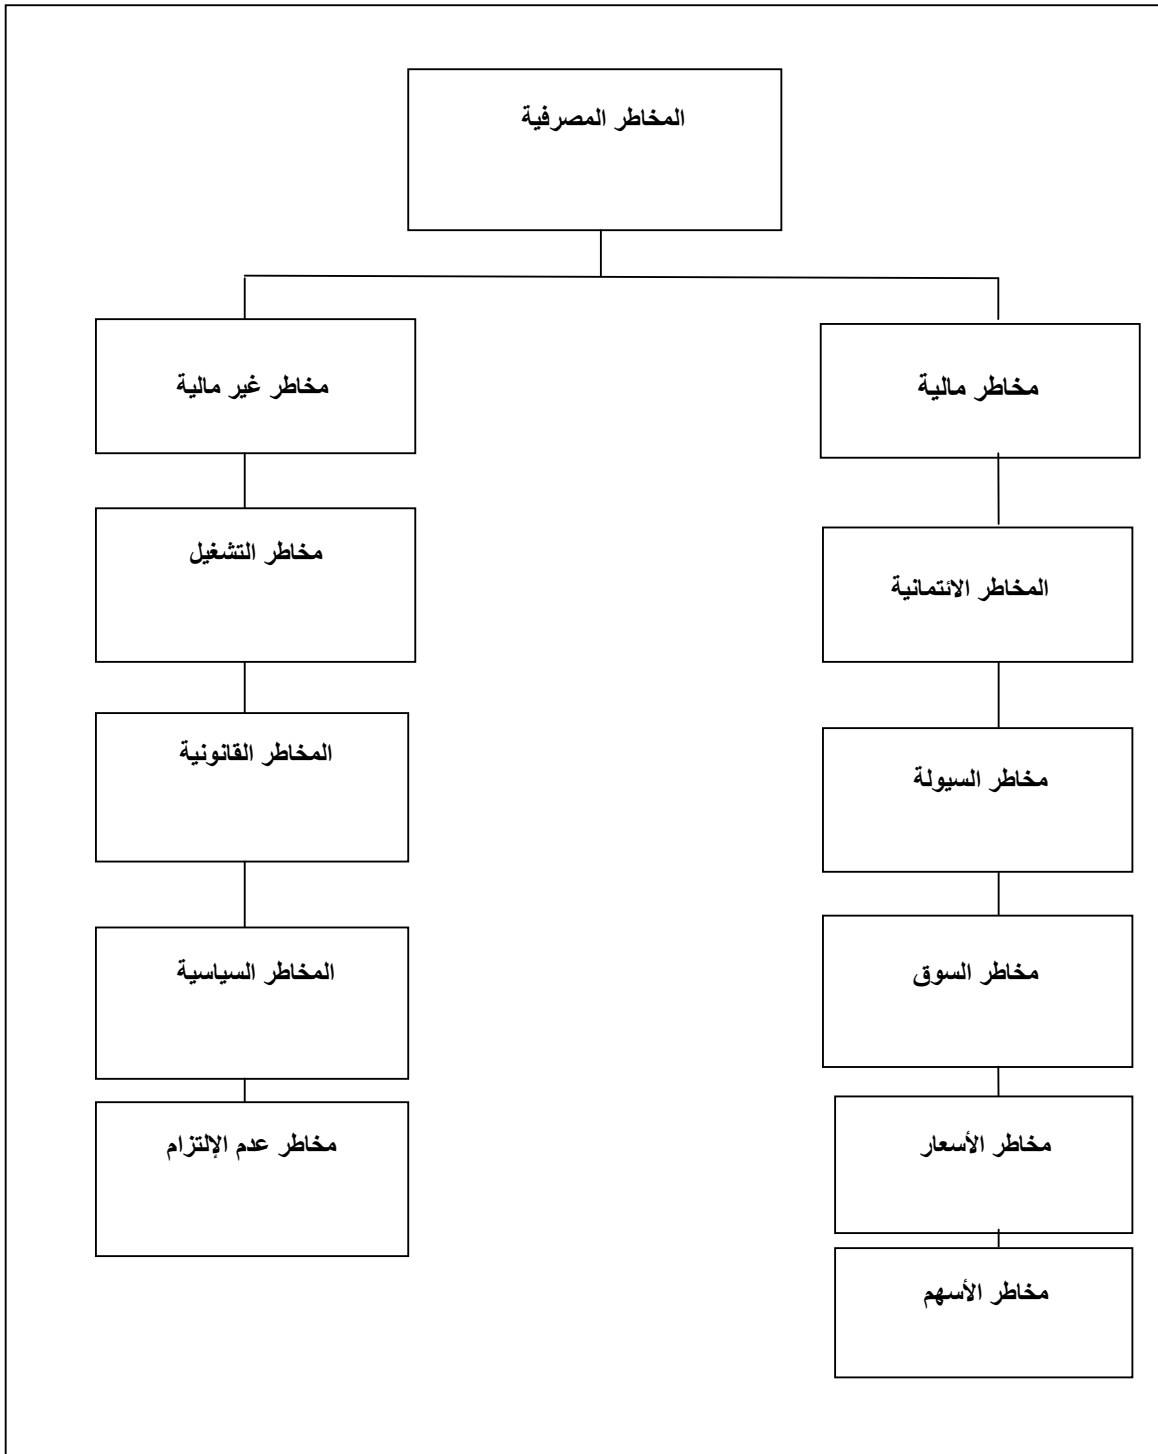 المخاطر المصرفية
مخاطر مالية
مخاطر غير مالية
المخاطر الائتمانية
مخاطر التشغيل
مخاطر السيولة
المخاطر القانونية
مخاطر السوق
المخاطر السياسية
مخاطر الأسعار
مخاطر عدم الإلتزام
مخاطر الأسهم